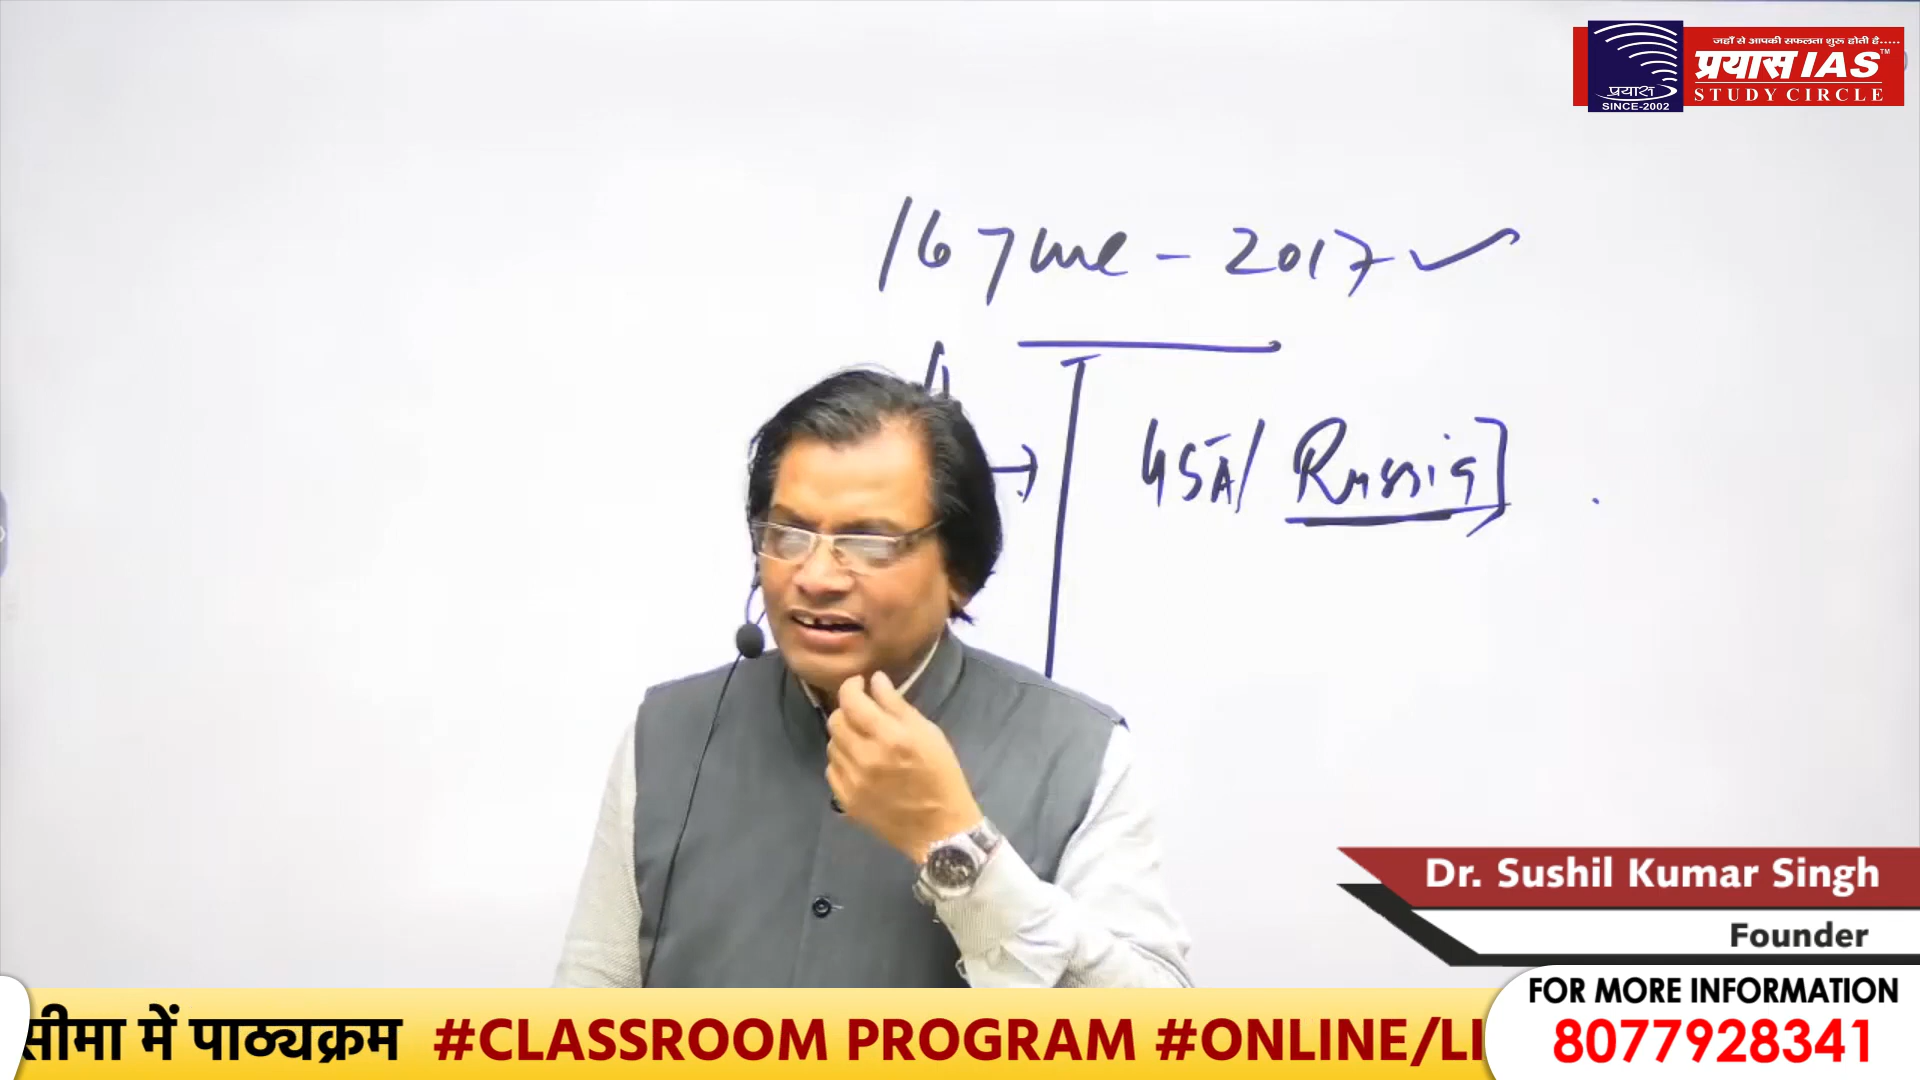 जहाँ से आपकी सफलता शुरू होती है.....
प्रयास IAS™
STUDY CIRCLE
प्रयास
SINCE-2002
16 June - 2017
USA/ Russia]
Dr. Sushil Kumar Singh
Founder
FOR MORE INFORMATION
8077928341
सीमा में पाठ्यक्रम #CLASSROOM PROGRAM #ONLINE/LI